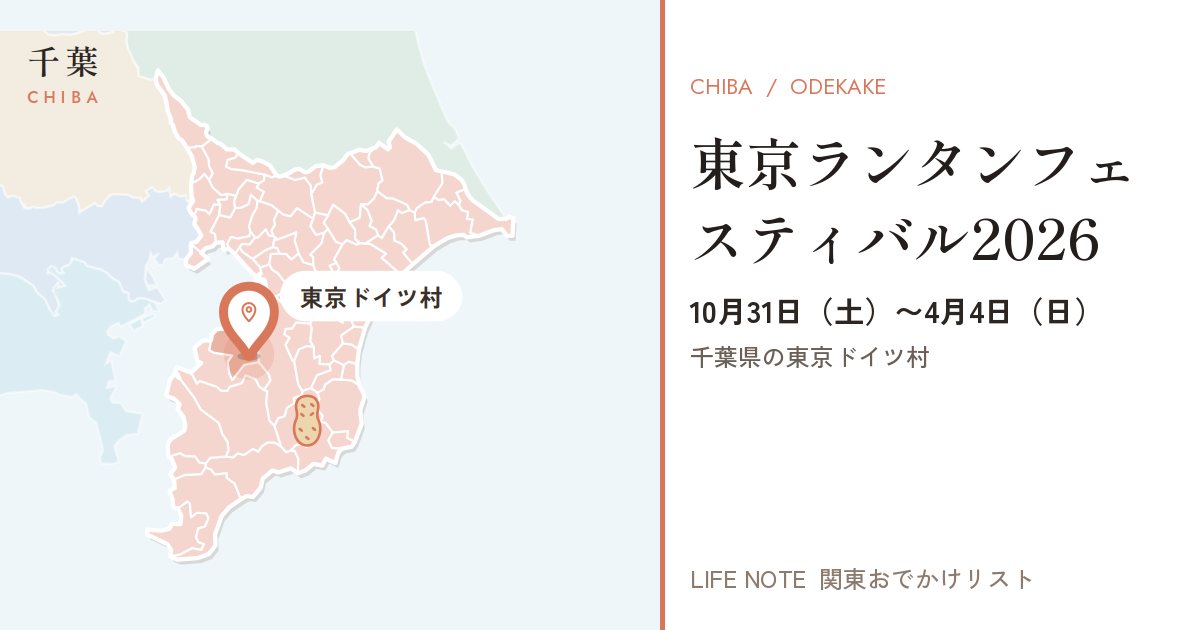 千葉
CHIBA
東京ドイツ村
CHIBA / ODEKAKE
東京ランタンフェ
スティバル2026
10月31日（土）〜4月4日（日）
千葉県の東京ドイツ村
LIFE NOTE 関東おでかけリスト